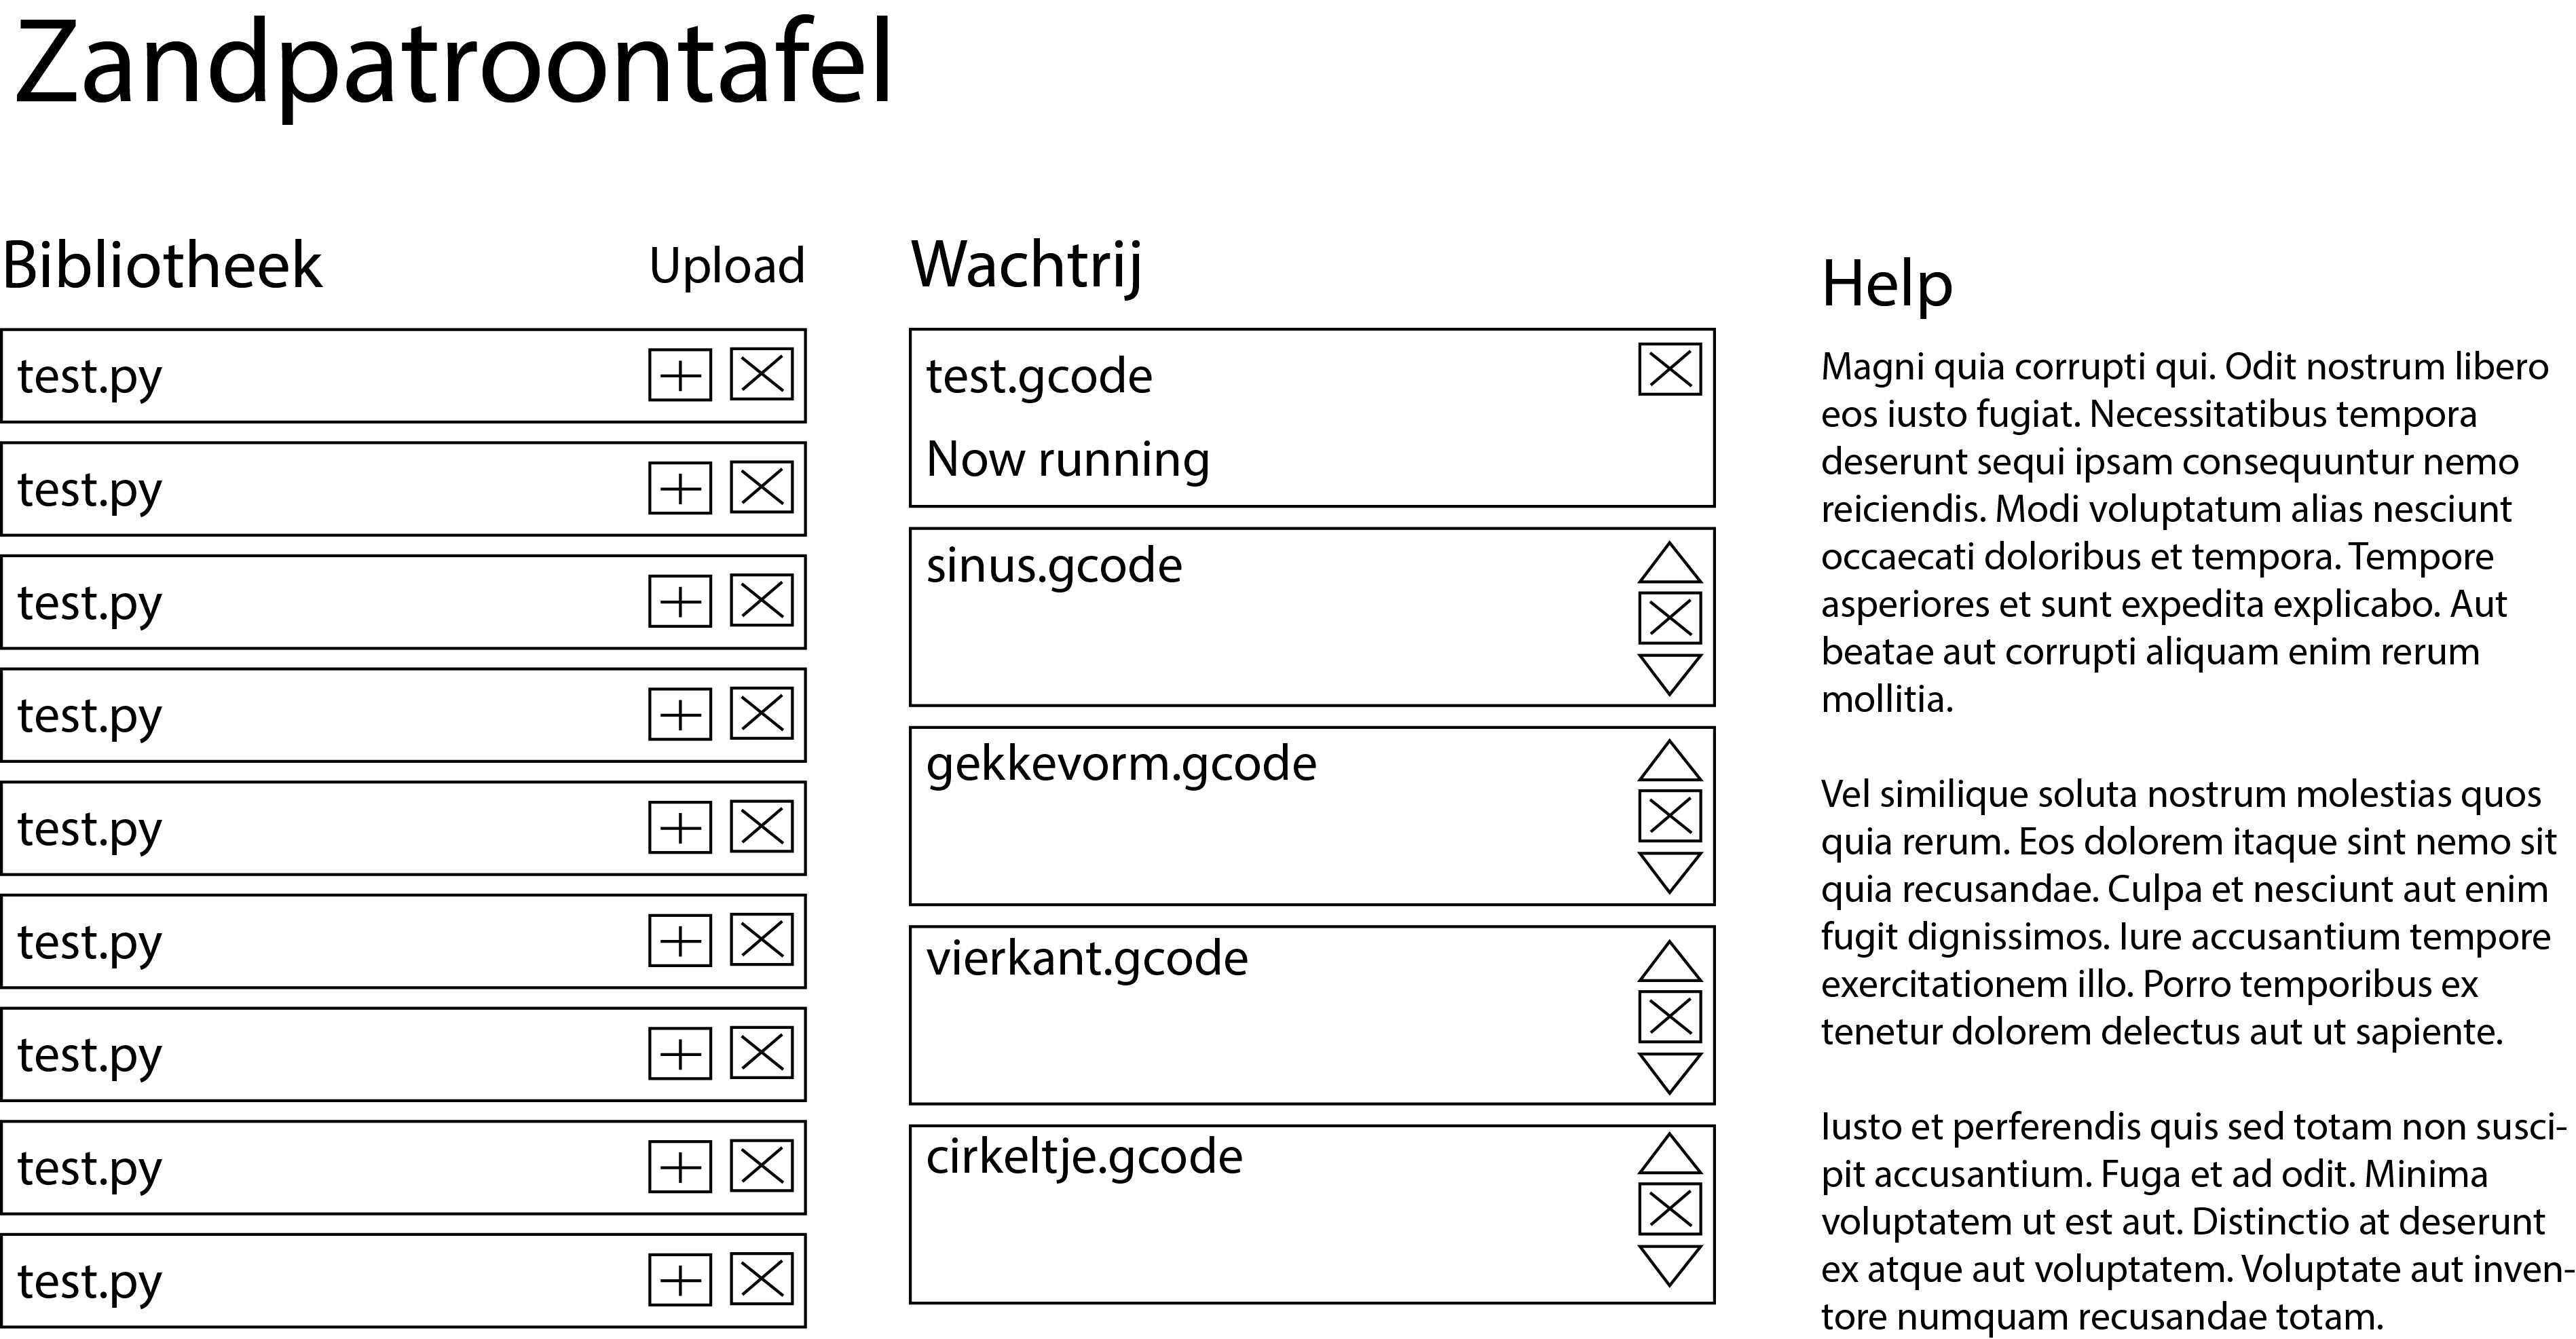 Zandpatroontafel
Bibliotheek
Upload
test.py
test.py
test.py
test.py
test.py
test.py
test.py
test.py
test.py
Wachtrij
test.gcode
Now running
sinus.gcode
gekkevorm.gcode
vierkant.gcode
cirkeltje.gcode
Help
Magni quia corrupti qui. Odit nostrum libero
eos iusto fugiat. Necessitatibus tempora
deserunt sequi ipsam consequuntur nemo
reiciendis. Modi voluptatum alias nesciunt
occaecati doloribus et tempora. Tempore
asperiores et sunt expedita explicabo. Aut
beatae aut corrupti aliquam enim rerum
mollitia.
Vel similique soluta nostrum molestias quos
quia rerum. Eos dolorem itaque sint nemo sit
quia recusandae. Culpa et nesciunt aut enim
fugit dignissimos. Iure accusantium tempore
exercitationem illo. Porro temporibus ex
tenetur dolorem delectus aut ut sapiente.
Iusto et perferendis quis sed totam non susci-
pit accusantium. Fuga et ad odit. Minima
voluptatem ut est aut. Distinctio at deserunt
ex atque aut voluptatem. Voluptate aut inven-
tore numquam recusandae totam.